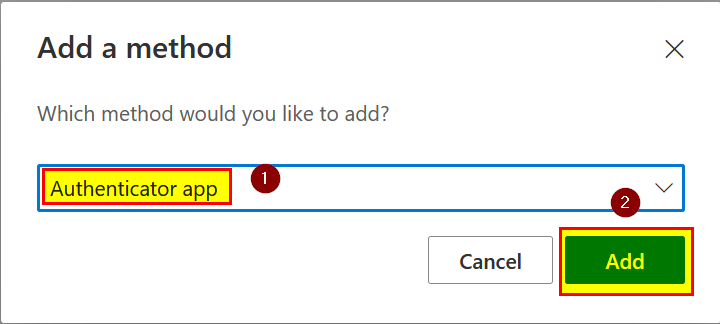 Add a method
Which method would you like to add?
Authenticator app
1
2
Cancel
Add